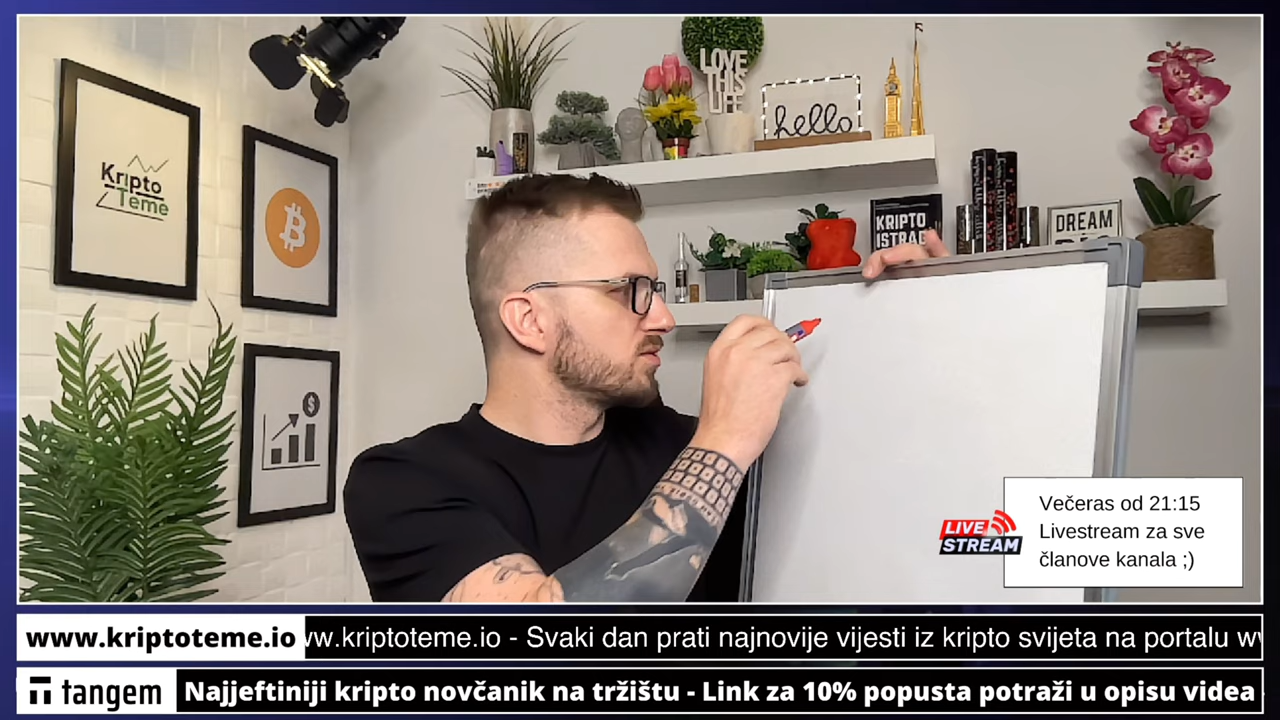 Kripto
Teme
LOVE
THIS
LIFE
hello
KRIPTO
DREAM
LIVE
STREAM
Večeras od 21:15
Livestream za sve
članove kanala ;)
www.kriptoteme.io
.kriptoteme.io - Svaki dan prati najnovije vijesti iz kripto svijeta na portalu
tangem
Najjeftiniji kripto novčanik na tržištu - Link za 10% popusta potraži u opisu videa